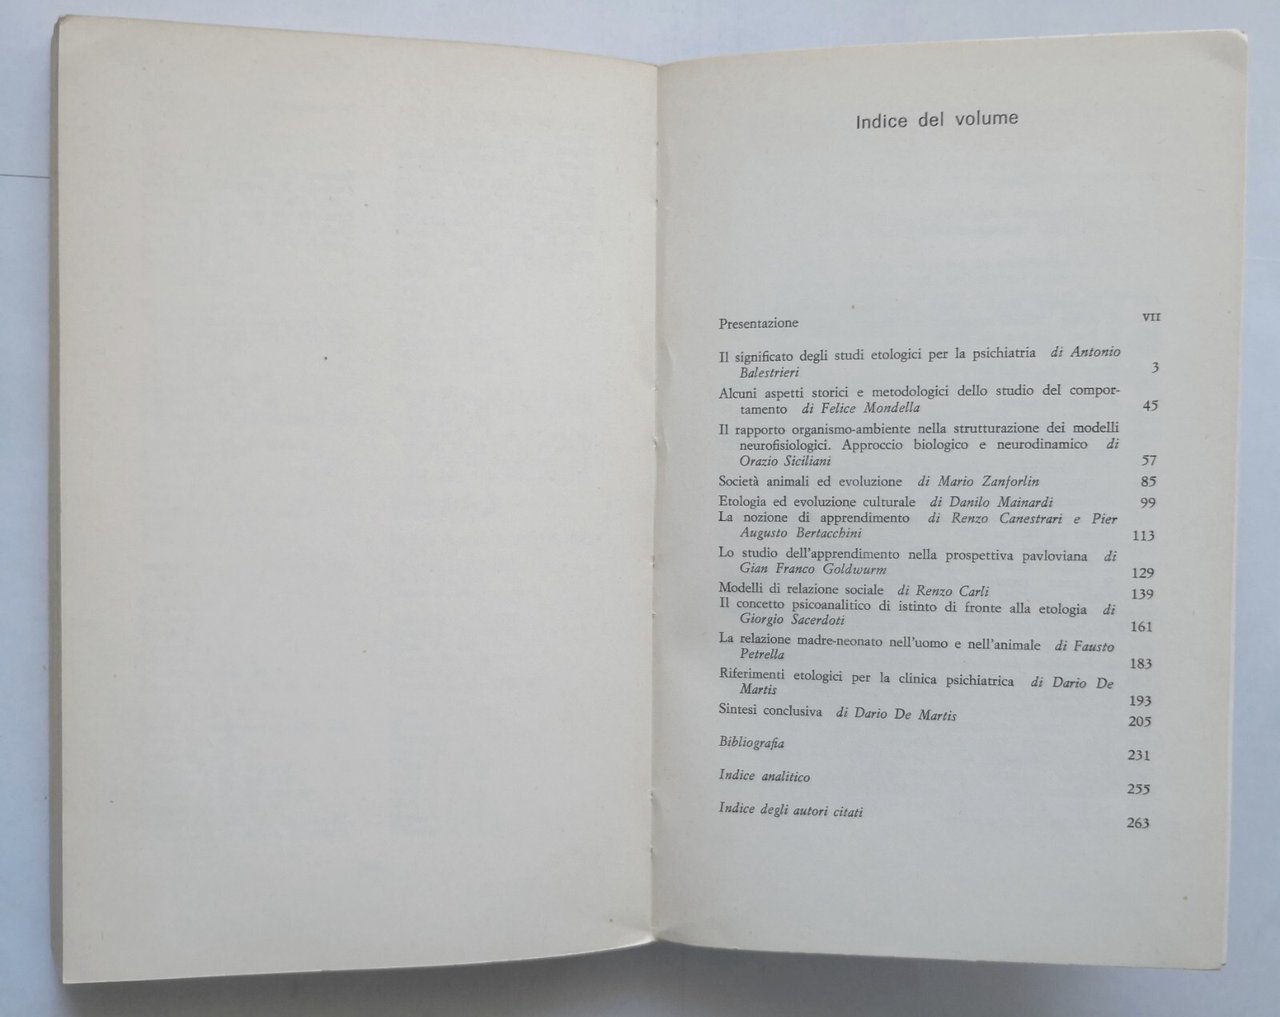 Indice del volume
Presentazione VII
Il significato degli studi etologici per la psichiatria di Antonio
Balestrieri 3
Alcuni aspetti storici e metodologici dello studio del compor-
tamento di Felice Mondella 45
Il rapporto organismo-ambiente nella strutturazione dei modelli
neurofisiologici. Approccio biologico e neurodinamico di
Orazio Siciliani 57
Società animali ed evoluzione di Mario Zanforlin 85
Etologia ed evoluzione culturale di Danilo Mainardi 99
La nozione di apprendimento di Renzo Canestrari e Pier
Augusto Bertacchini 113
Lo studio dell'apprendimento nella prospettiva pavloviana di
Gian Franco Goldwurm 129
Modelli di relazione sociale di Renzo Carli 139
Il concetto psicoanalitico di istinto di fronte alla etologia di
Giorgio Sacerdoti 161
La relazione madre-neonato nell'uomo e nell'animale di Fausto
Petrella 183
Riferimenti etologici per la clinica psichiatrica di Dario De
Martis 193
Sintesi conclusiva di Dario De Martis 205
Bibliografia 231
Indice analitico 255
Indice degli autori citati 263